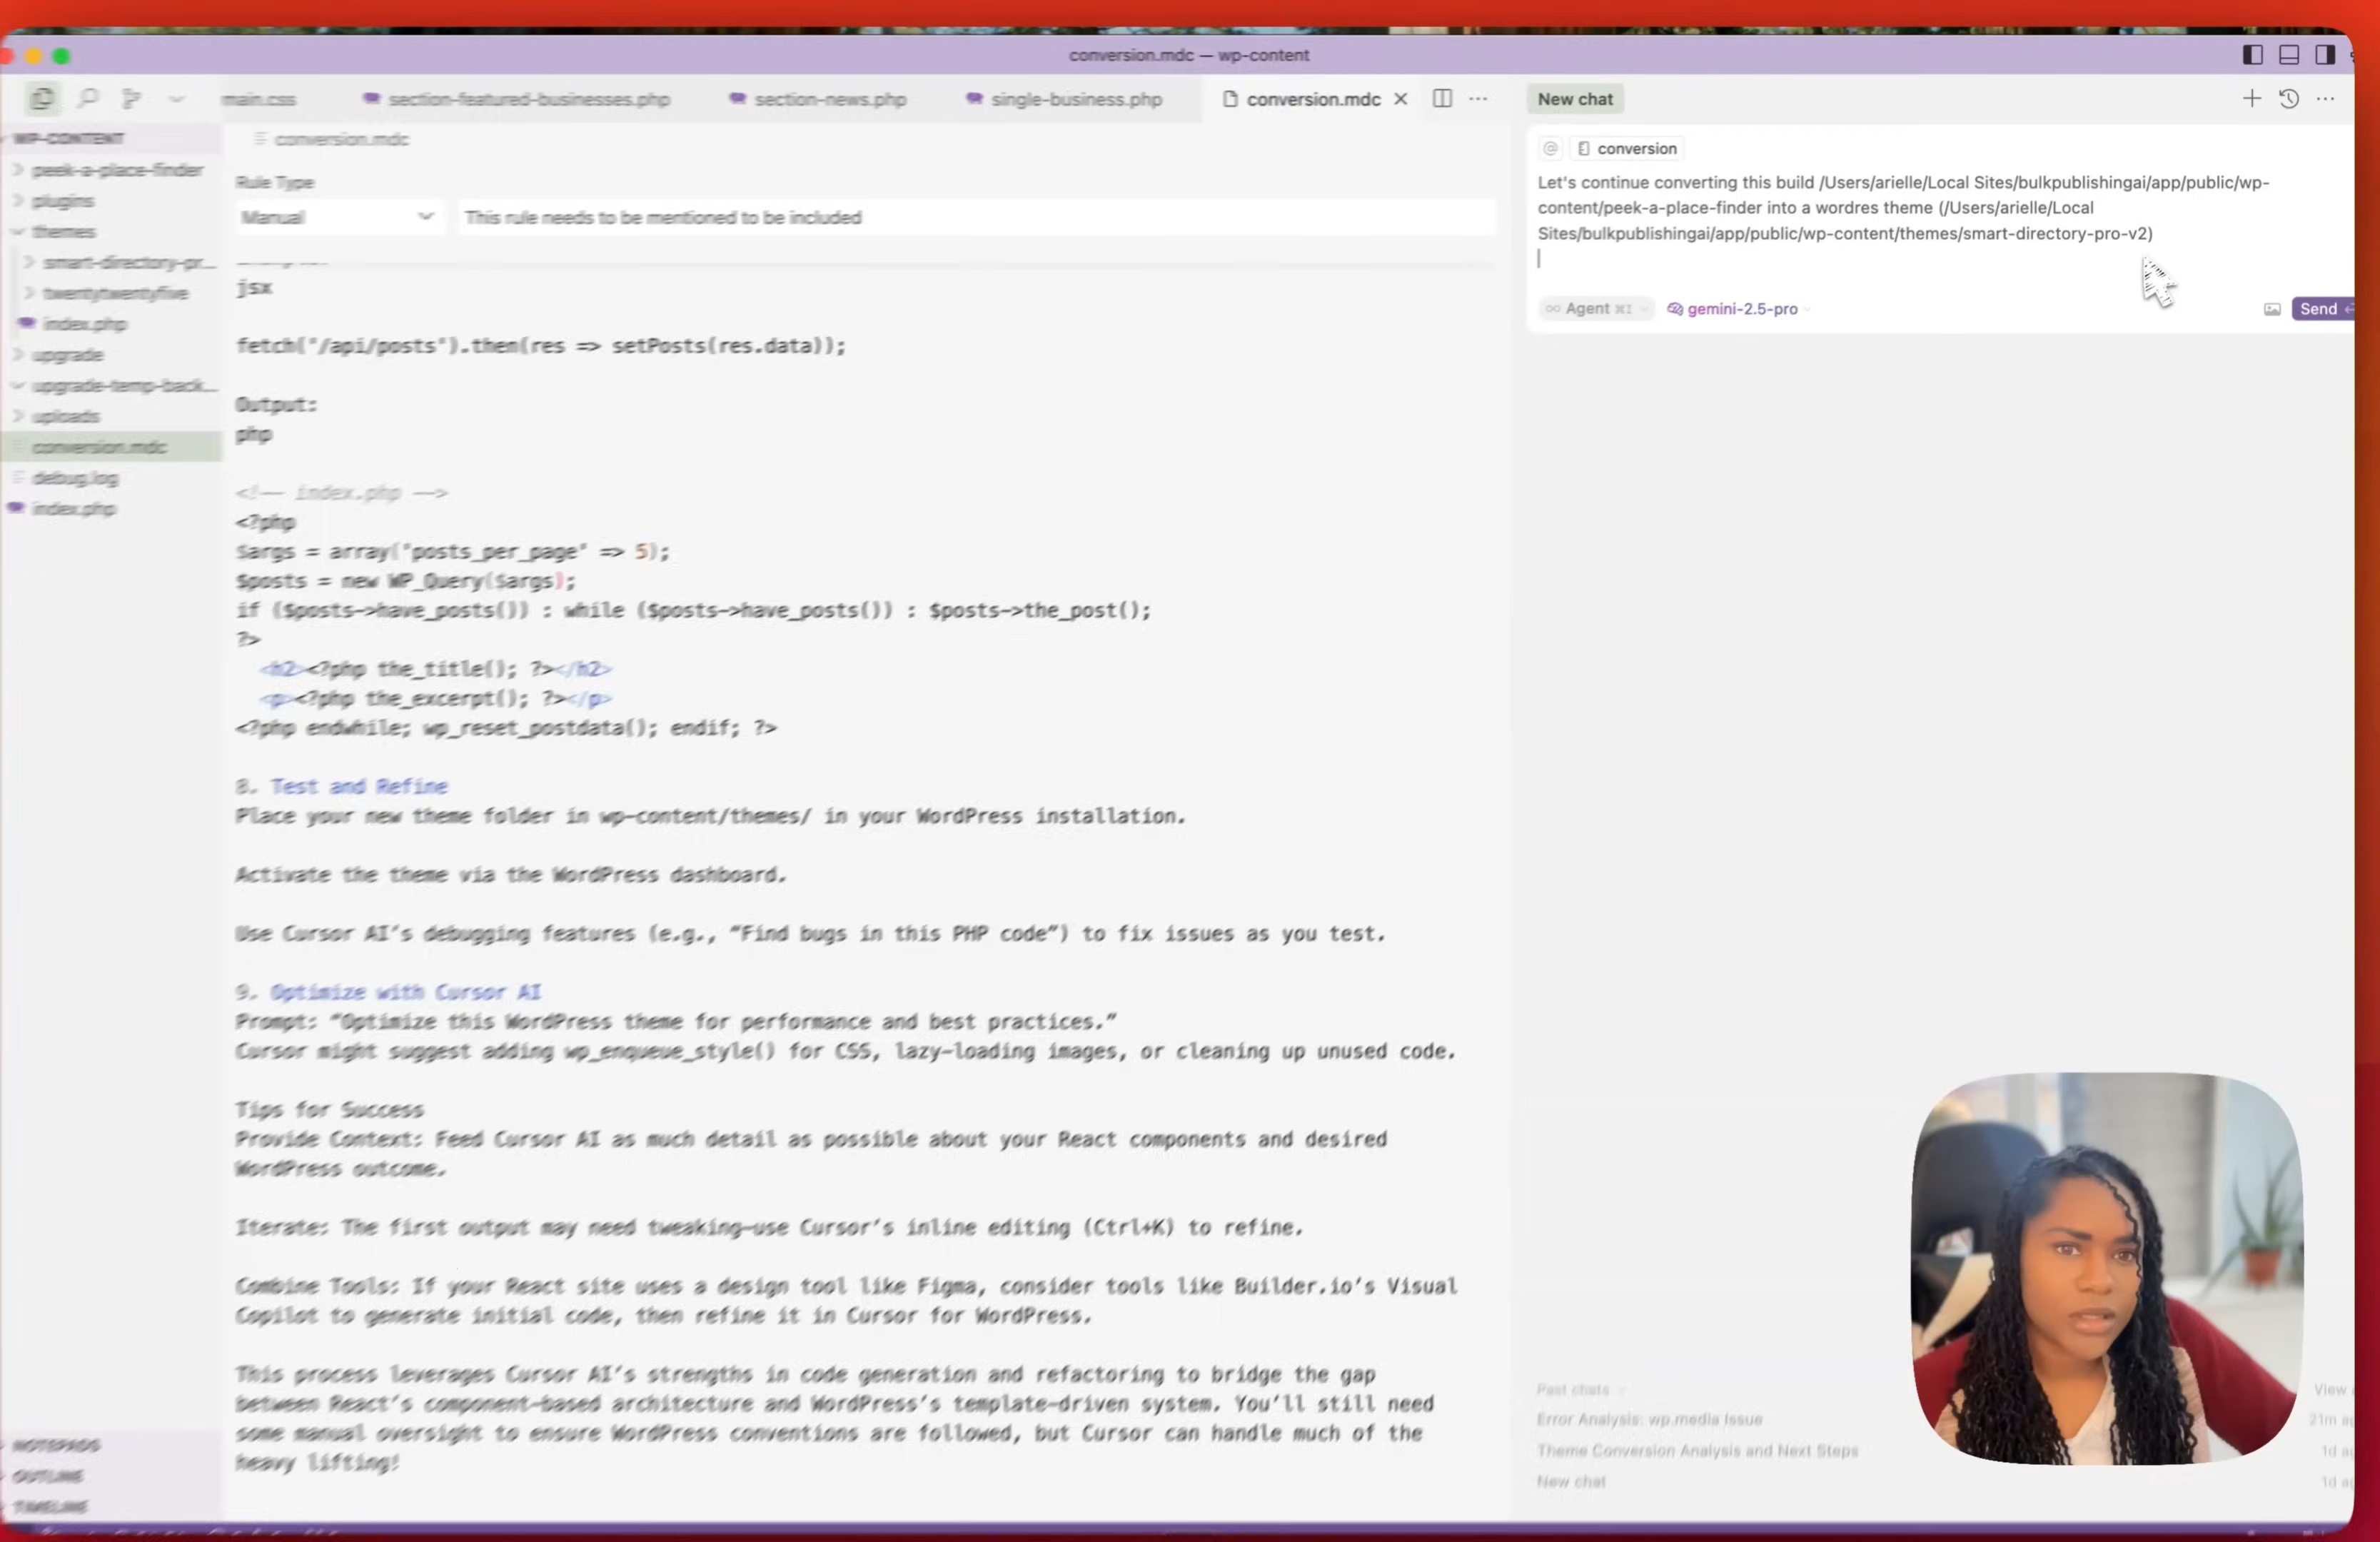 conversion.mdc — wp-content
main.css
section-featured-businesses.php
section-news.php
single-business.php
conversion.mdc
New chat
WP-CONTENT
peek-a-place-finder
plugins
themes
smart-directory-pr...
twentytwentyfive
index.php
upgrade
upgrade-temp-back...
uploads
conversion.mdc
debug.log
index.php
NOTEPADS
OUTLINE
TIMELINE
conversion.mdc
Rule Type
Manual
This rule needs to be mentioned to be included
jsx
fetch('/api/posts').then(res => setPosts(res.data));
Output:
php
<!-- index.php -->
<?php
$args = array('posts_per_page' => 5);
$posts = new WP_Query($args);
if ($posts->have_posts()) : while ($posts->have_posts()) : $posts->the_post();
?>
<h2><?php the_title(); ?></h2>
<p><?php the_excerpt(); ?></p>
<?php endwhile; wp_reset_postdata(); endif; ?>
8. Test and Refine
Place your new theme folder in wp-content/themes/ in your WordPress installation.
Activate the theme via the WordPress dashboard.
Use Cursor AI's debugging features (e.g., "Find bugs in this PHP code") to fix issues as you test.
9. Optimize with Cursor AI
Prompt: "Optimize this WordPress theme for performance and best practices."
Cursor might suggest adding wp_enqueue_style() for CSS, lazy-loading images, or cleaning up unused code.
Tips for Success
Provide Context: Feed Cursor AI as much detail as possible about your React components and desired
WordPress outcome.
Iterate: The first output may need tweaking—use Cursor's inline editing (Ctrl+K) to refine.
Combine Tools: If your React site uses a design tool like Figma, consider tools like Builder.io's Visual
Copilot to generate initial code, then refine it in Cursor for WordPress.
This process leverages Cursor AI's strengths in code generation and refactoring to bridge the gap
between React's component-based architecture and WordPress's template-driven system. You'll still need
some manual oversight to ensure WordPress conventions are followed, but Cursor can handle much of the
heavy lifting!
@ conversion
Let's continue converting this build /Users/arielle/Local Sites/bulkpublishingai/app/public/wp-
content/peek-a-place-finder into a wordres theme (/Users/arielle/Local
Sites/bulkpublishingai/app/public/wp-content/themes/smart-directory-pro-v2)
Agent ⌘I
gemini-2.5-pro
Send
Past chats
View
Error Analysis: wp.media Issue
21m
Theme Conversion Analysis and Next Steps
1d
New chat
1d